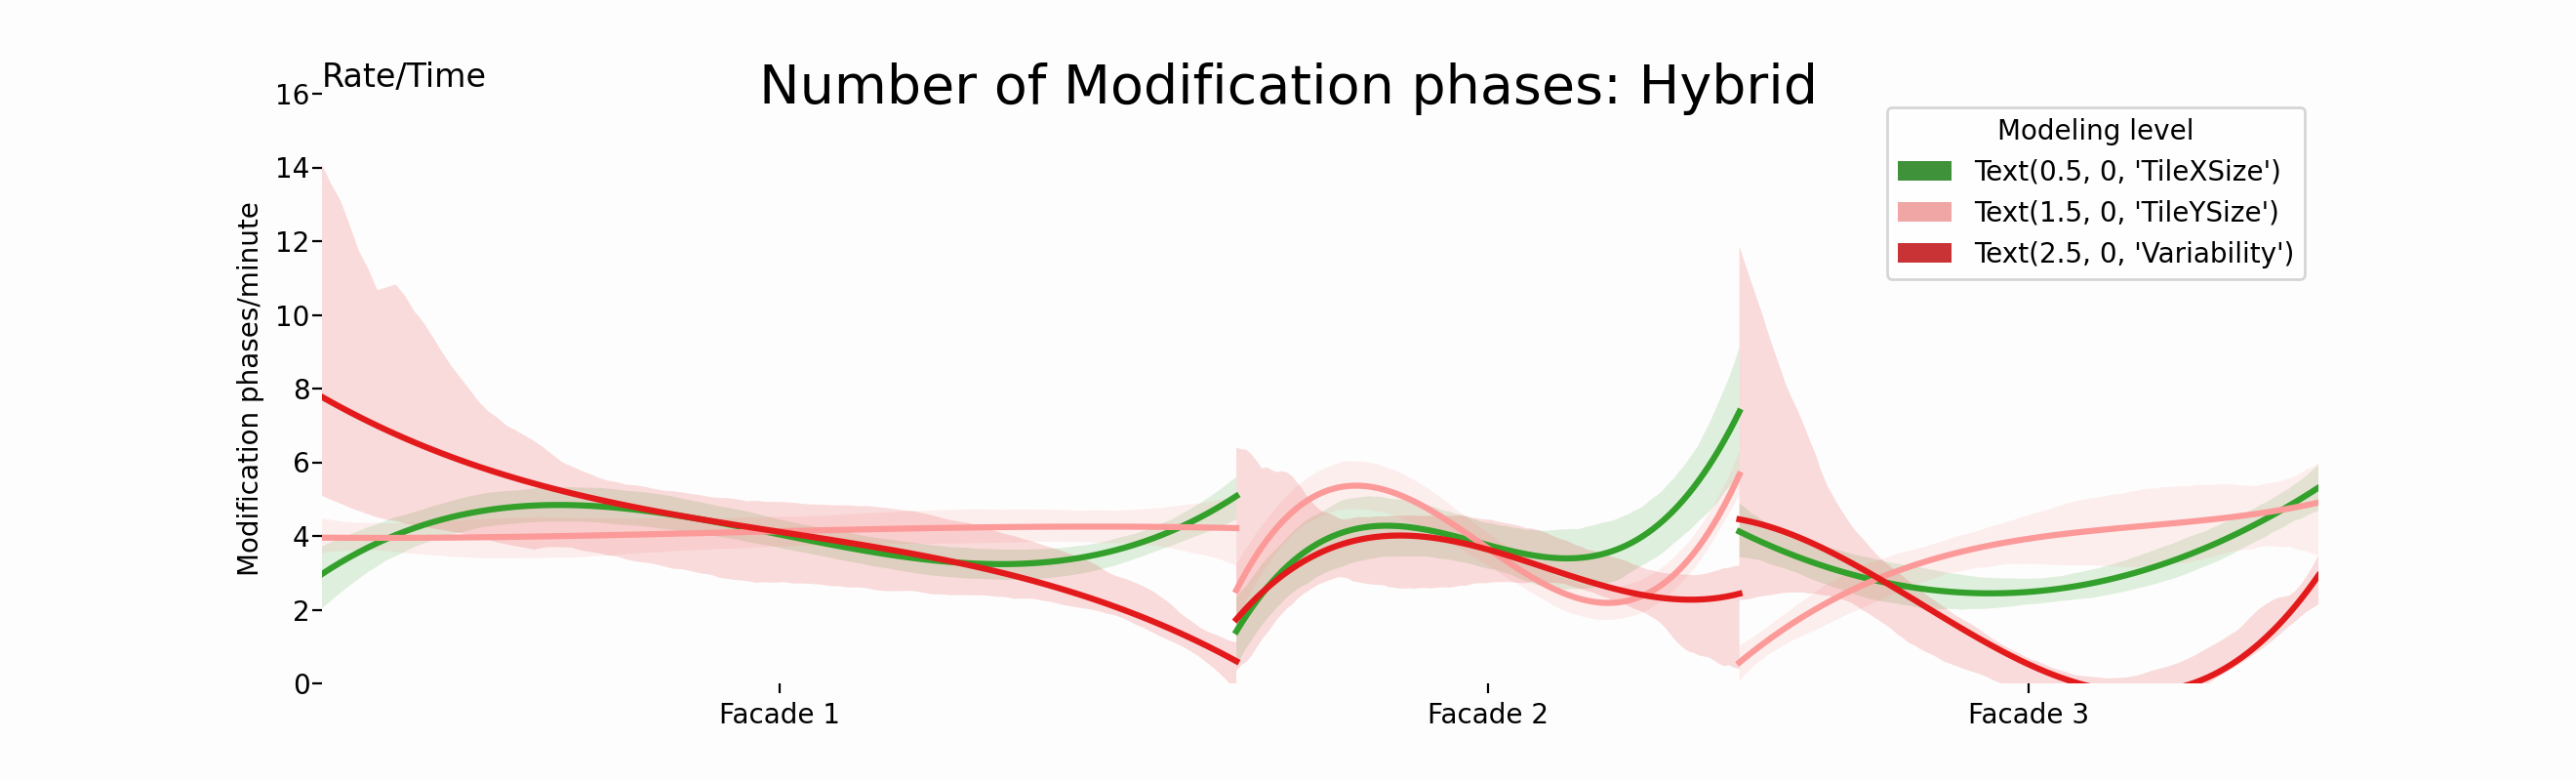 Rate/Time
Number of Modification phases: Hybrid
Modification phases/minute
16
14
12
10
8
6
4
2
0
Modeling level
Text(0.5, 0, 'TileXSize')
Text(1.5, 0, 'TileYSize')
Text(2.5, 0, 'Variability')
Facade 1
Facade 2
Facade 3